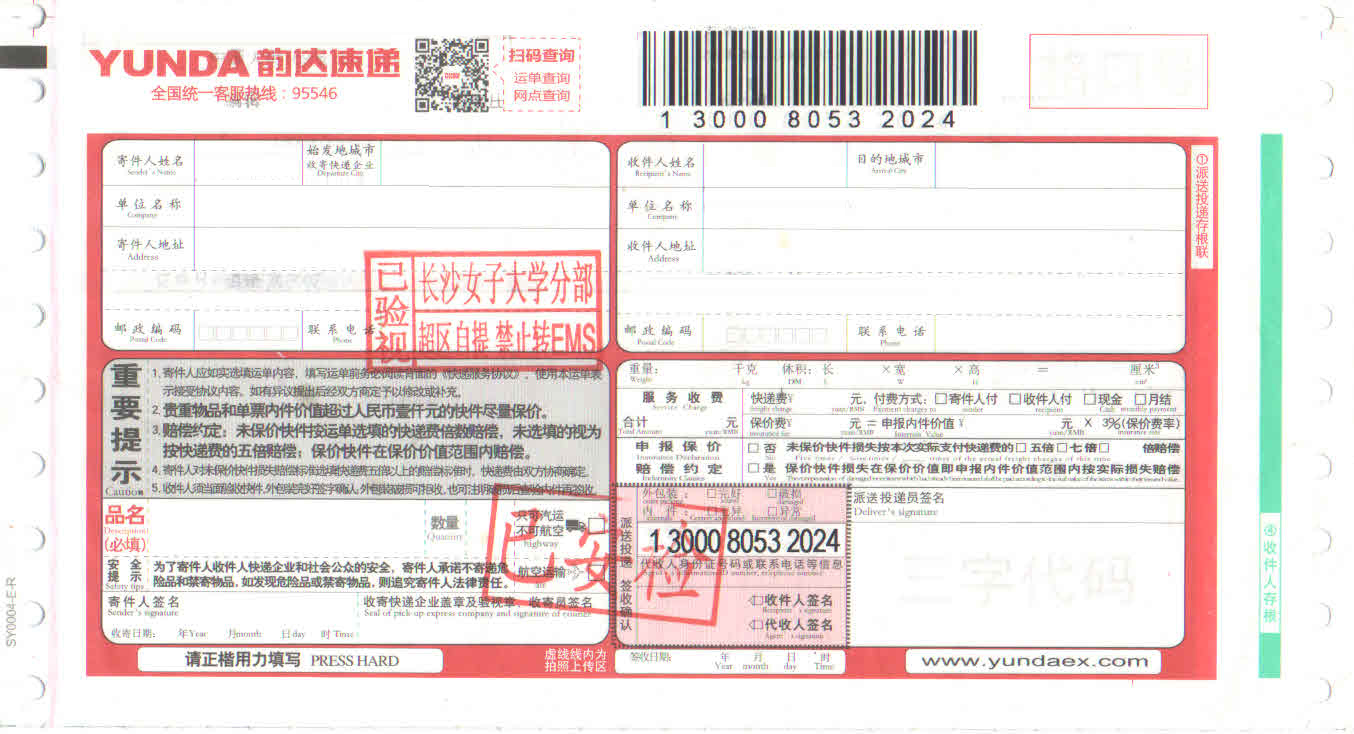 YUNDA 韵达速递
全国统一客服热线：95546
扫码查询
运单查询
网点查询
1 3000 8053 2024
①派送投递存根联
寄件人姓名
Sender's Name
始发地城市
收寄快递企业
Departure City
单位名称
Company
寄件人地址
Address
邮政编码
Postal Code
联系电话
Phone
已验视
长沙女子大学分部
超区自提 禁止转EMS
收件人姓名
Recipient's Name
目的地城市
Arrival City
单位名称
Company
收件人地址
Address
邮政编码
Postal Code
联系电话
Phone
重要提示
Caution
1. 寄件人应如实选填运单内容，填写运单前务必阅读背面的《快递服务协议》，使用本运单表
示接受协议内容。如有异议提出后经双方商定予以修改或补充。
2. 贵重物品和单票内件价值超过人民币壹仟元的快件尽量保价。
3. 赔偿约定：未保价快件按运单选填的快递费倍数赔偿，未选填的视为
按快递费的五倍赔偿；保价快件在保价价值范围内赔偿。
4. 寄件人对未保价快件损失赔偿标准选择快递费五倍以上的赔偿标准时，快递费由双方协商确定。
5. 收件人须当面验收快件，外包装完好签字确认，外包装破损可拒收，也可注明破损后查验内件再签收
重量： 千克 体积：长 ×宽 ×高 = 厘米³
Weight kg DIM L W H cm³
服务收费
Service Charge
快递费¥ 元，付费方式：□寄件人付 □收件人付 □现金 □月结
freight charge yuan/RMB Payment charges to sender recipient Cash monthly payment
合计 元
Total Amount yuan/RMB
保价费¥ 元 = 申报内件价值¥ 元 × 3%(保价费率)
insurance fee yuan/RMB Internals Value yuan/RMB insurance rate
申报保价
Insurance Declaration
赔偿约定
Indemnity Clauses
□否 未保价快件损失按本次实际支付快递费的□五倍□七倍□ 倍赔偿
No
□是 保价快件损失在保价价值即申报内件价值范围内按实际损失赔偿
Yes
品名
Description
(必填)
数量
Quantity
只可汽运
不可航空
highway
航空运输
air
已安检
安全提示
Safety tips
为了寄件人收件人快递企业和社会公众的安全，寄件人承诺不寄递危
险品和禁寄物品，如发现危险品或禁寄物品，则追究寄件人法律责任。
寄件人签名
Sender's signature
收寄快递企业盖章及验视章、收寄员签名
Seal of pick-up express company and signature of courier
收寄日期： 年Year 月month 日day 时Time
派送投递 签收确认
外包装：□完好 □破损
内 件：□无异 □异常
1 3000 8053 2024
代收人身份证号码或联系电话等信息
收件人签名
Recipient's signature
代收人签名
Agent's signature
派送投递员签名
Deliver's signature
二字代码
请正楷用力填写 PRESS HARD
虚线线内为
拍照上传区
签收日期： 年 月 日 时
Year month day Time
www.yundaex.com
④收件人存根
SY0004-E-R